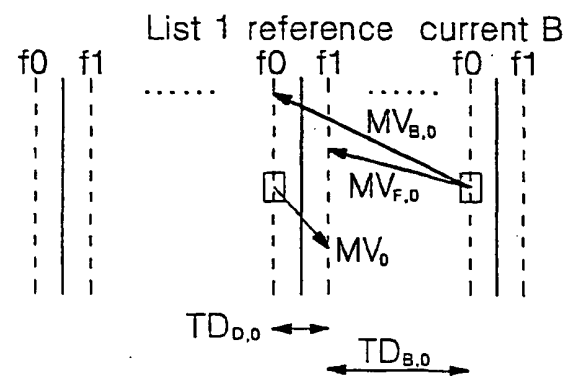 List 1 reference current B
f0 f1 f0 f1 f0 f1
...... ......
MV_B,0
MV_F,0
MV_0
TD_D,0
TD_B,0